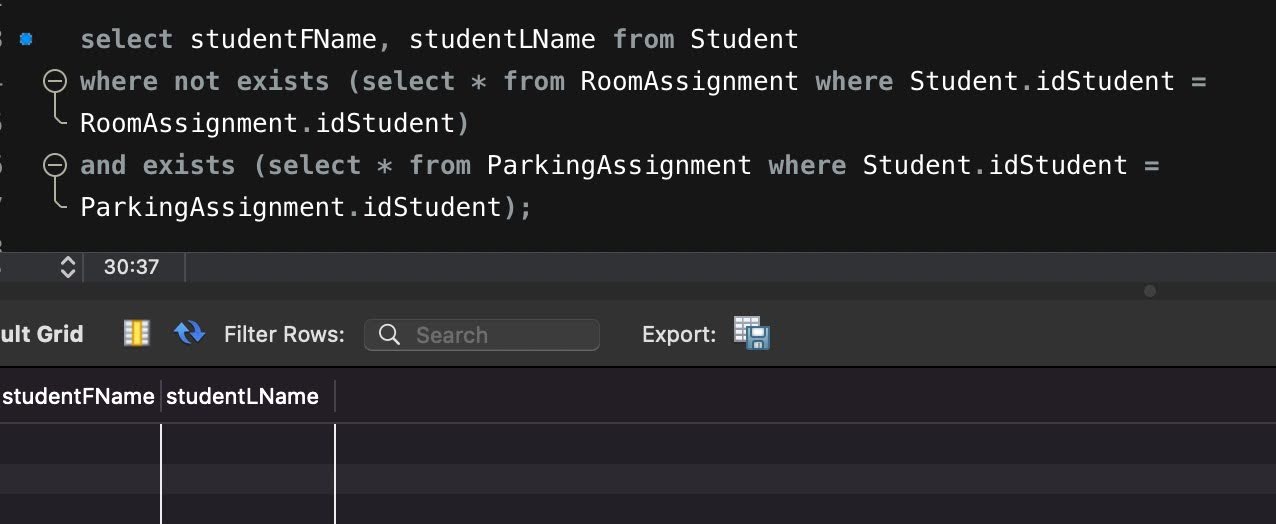 select studentFName, studentLName from Student
where not exists (select * from RoomAssignment where Student.idStudent =
RoomAssignment.idStudent)
and exists (select * from ParkingAssignment where Student.idStudent =
ParkingAssignment.idStudent);
30:37
ult Grid Filter Rows: Search Export:
studentFName studentLName